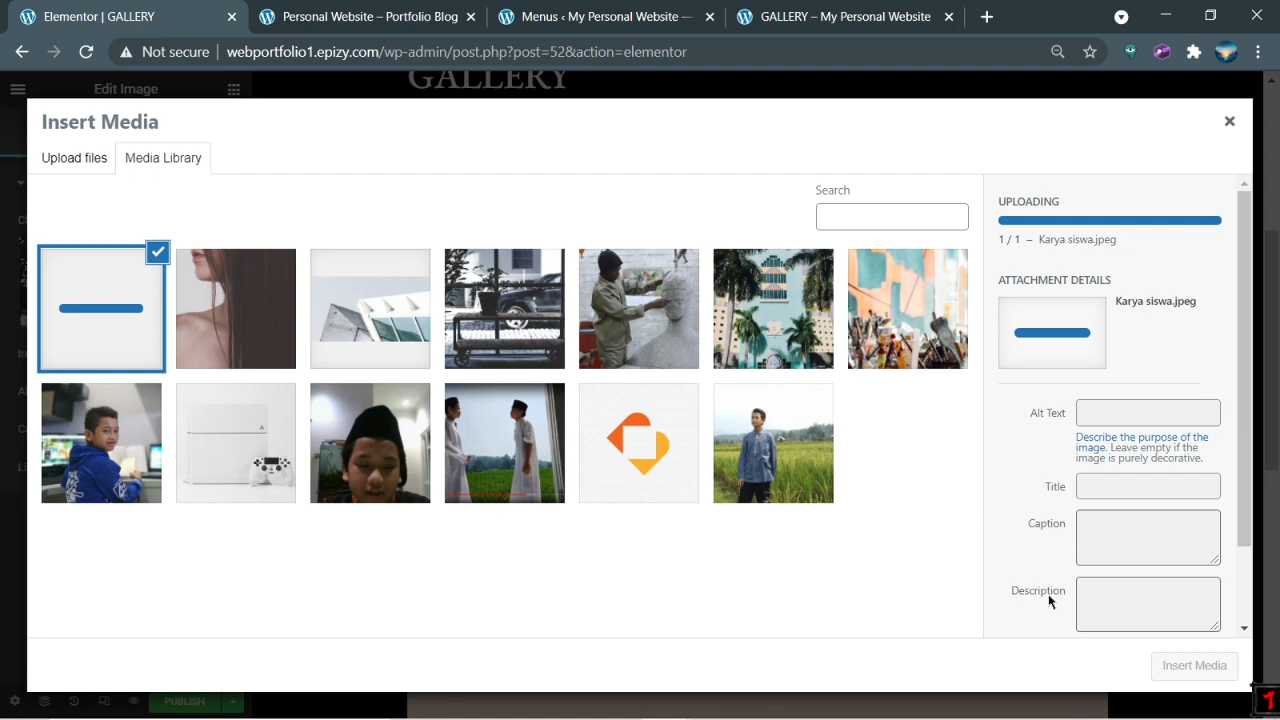 Elementor | GALLERY
Personal Website – Portfolio Blog
Menus ‹ My Personal Website —
GALLERY – My Personal Website
Not secure
webportfolio1.epizy.com/wp-admin/post.php?post=52&action=elementor
Edit Image
GALLERY
Insert Media
Upload files
Media Library
Search
UPLOADING
1 / 1 – Karya siswa.jpeg
ATTACHMENT DETAILS
Karya siswa.jpeg
Alt Text
Describe the purpose of the
image. Leave empty if the
image is purely decorative.
Title
Caption
Description
Insert Media
PUBLISH
1